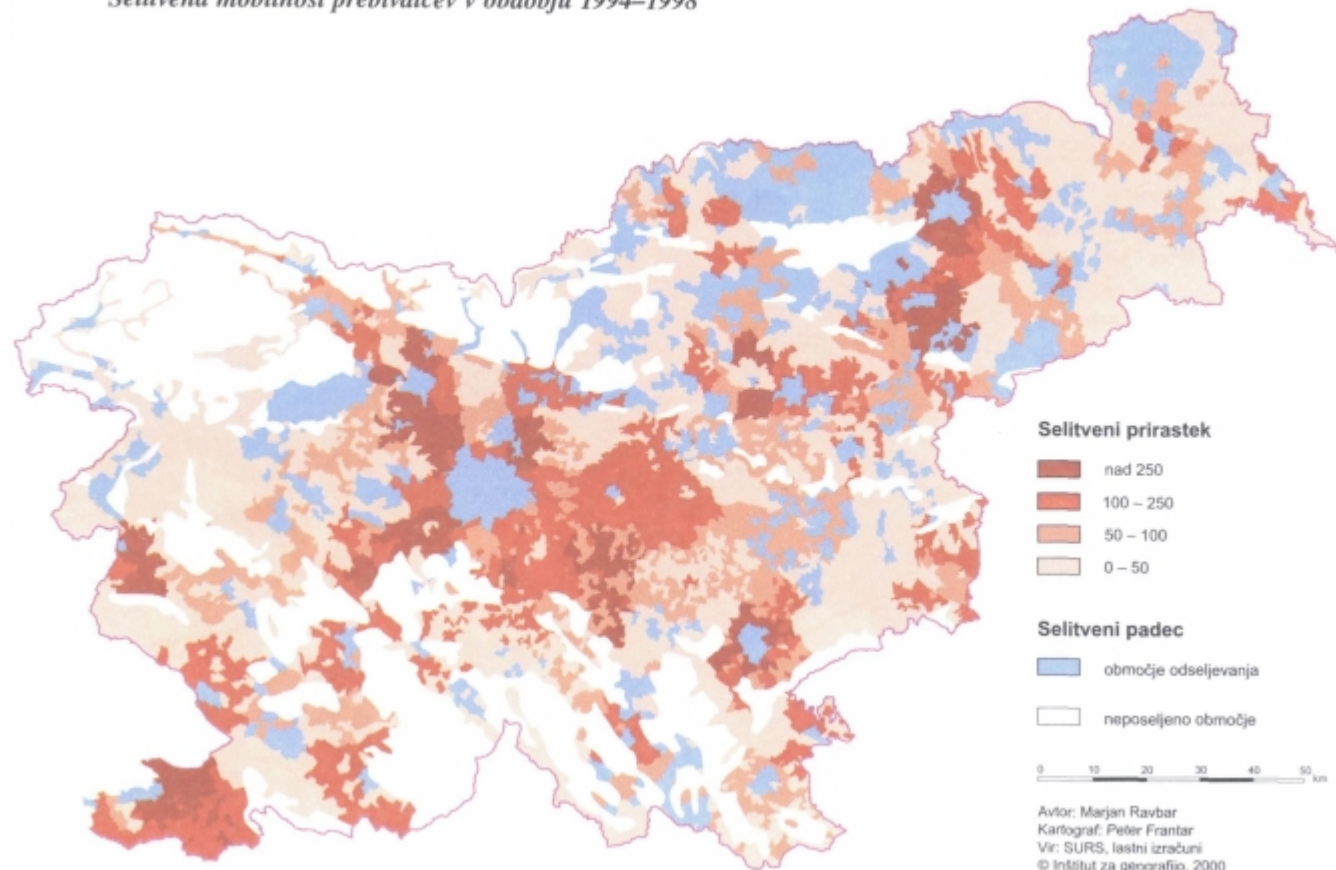 Selitvena mobilnost prebivalcev v obdobju 1994–1998
Selitveni prirastek
nad 250
100 – 250
50 – 100
0 – 50
Selitveni padec
območje odseljevanja
neposeljeno območje
0 10 20 30 40 50 km
Avtor: Marjan Ravbar
Kartograf: Peter Frantar
Vir: SURS, lastni izračuni
© Inštitut za geografijo, 2000